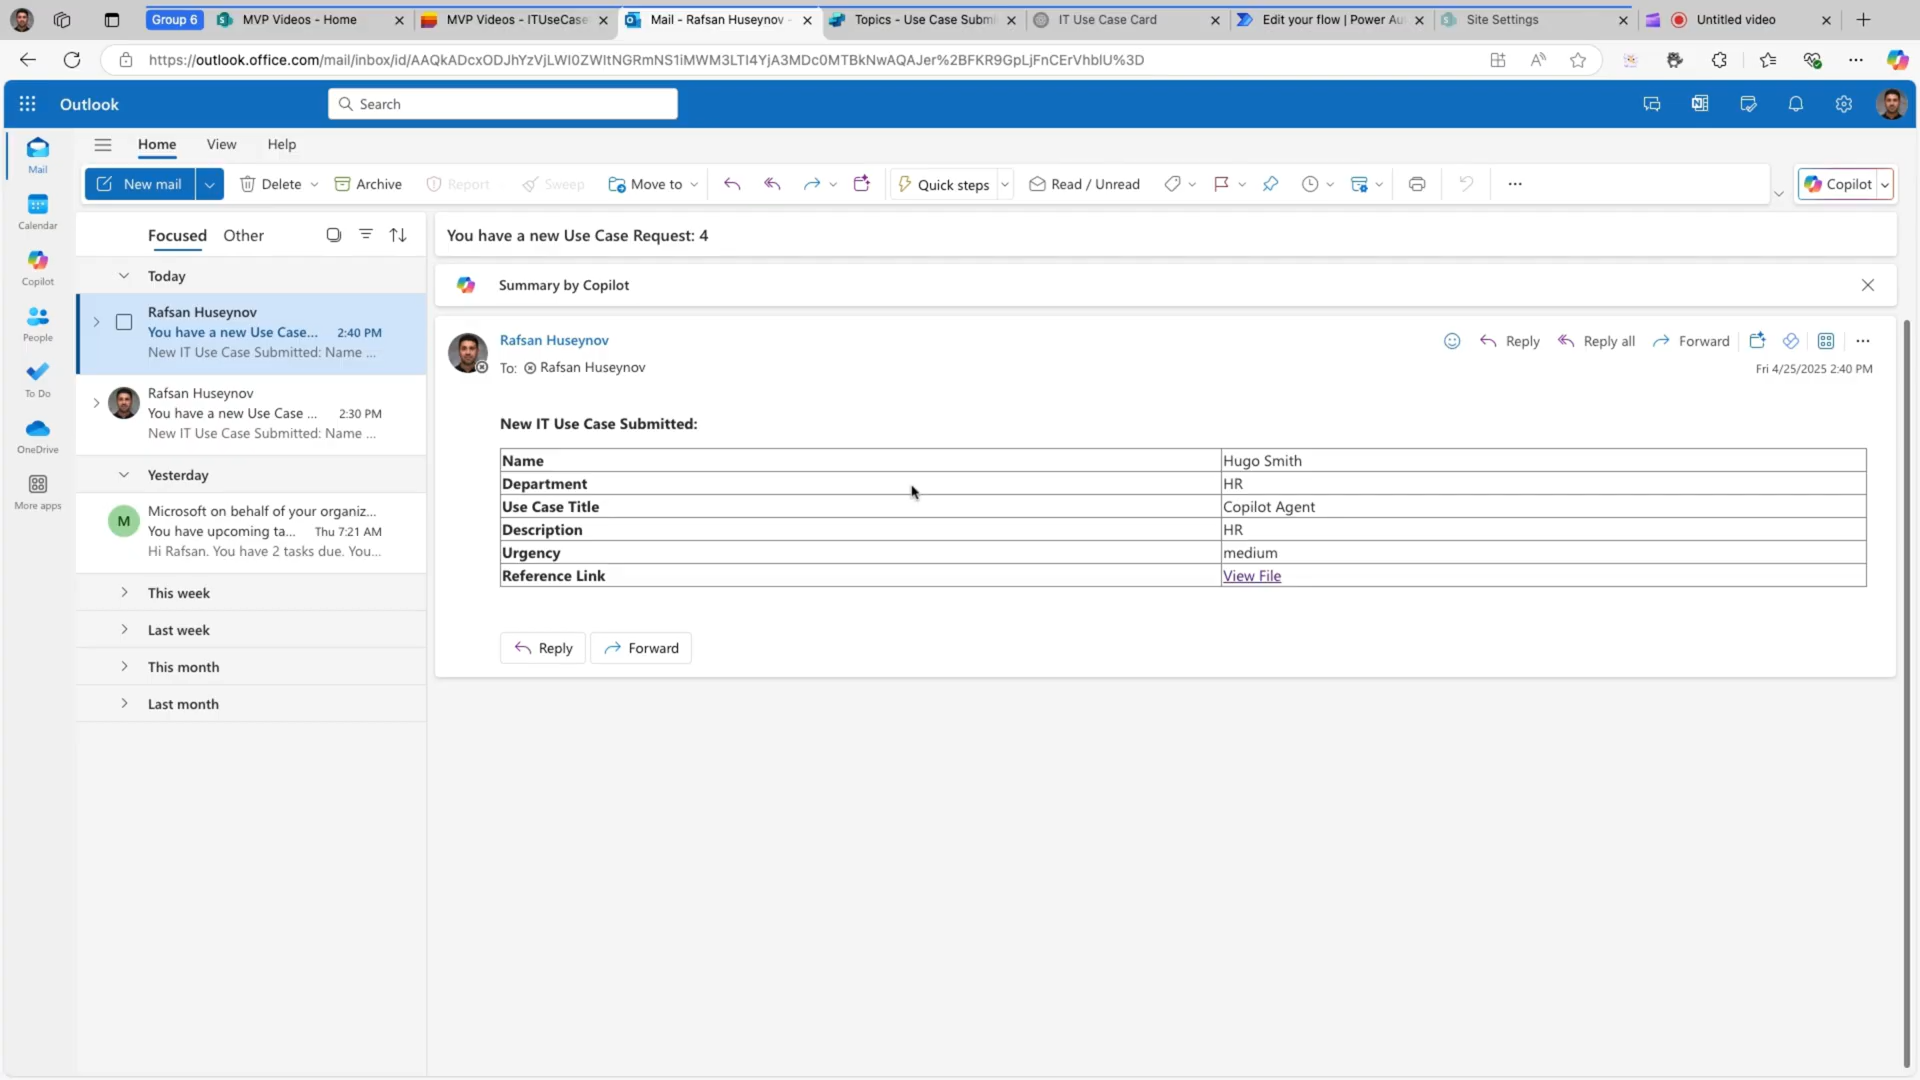 Group 6
MVP Videos - Home
MVP Videos - ITUseCase
Mail - Rafsan Huseynov -
Topics - Use Case Submi
IT Use Case Card
Edit your flow | Power Au
Site Settings
Untitled video
https://outlook.office.com/mail/inbox/id/AAQkADcxODJhYzVjLWI0ZWItNGRmNS1iMWM3LTI4YjA3MDc0MTBkNwAQAJer%2BFKR9GpLjFnCErVhbIU%3D
Outlook
Search
Home View Help
New mail Delete Archive Report Sweep Move to Quick steps Read / Unread Copilot
Mail
Calendar
Copilot
People
To Do
OneDrive
More apps
Focused Other
Today
Rafsan Huseynov
You have a new Use Case... 2:40 PM
New IT Use Case Submitted: Name ...
Rafsan Huseynov
You have a new Use Case ... 2:30 PM
New IT Use Case Submitted: Name ...
Yesterday
M
Microsoft on behalf of your organiz...
You have upcoming ta... Thu 7:21 AM
Hi Rafsan. You have 2 tasks due. You...
This week
Last week
This month
Last month
You have a new Use Case Request: 4
Summary by Copilot
Rafsan Huseynov
To: Rafsan Huseynov
Reply Reply all Forward
Fri 4/25/2025 2:40 PM
New IT Use Case Submitted:
Name Hugo Smith
Department HR
Use Case Title Copilot Agent
Description HR
Urgency medium
Reference Link View File
Reply Forward